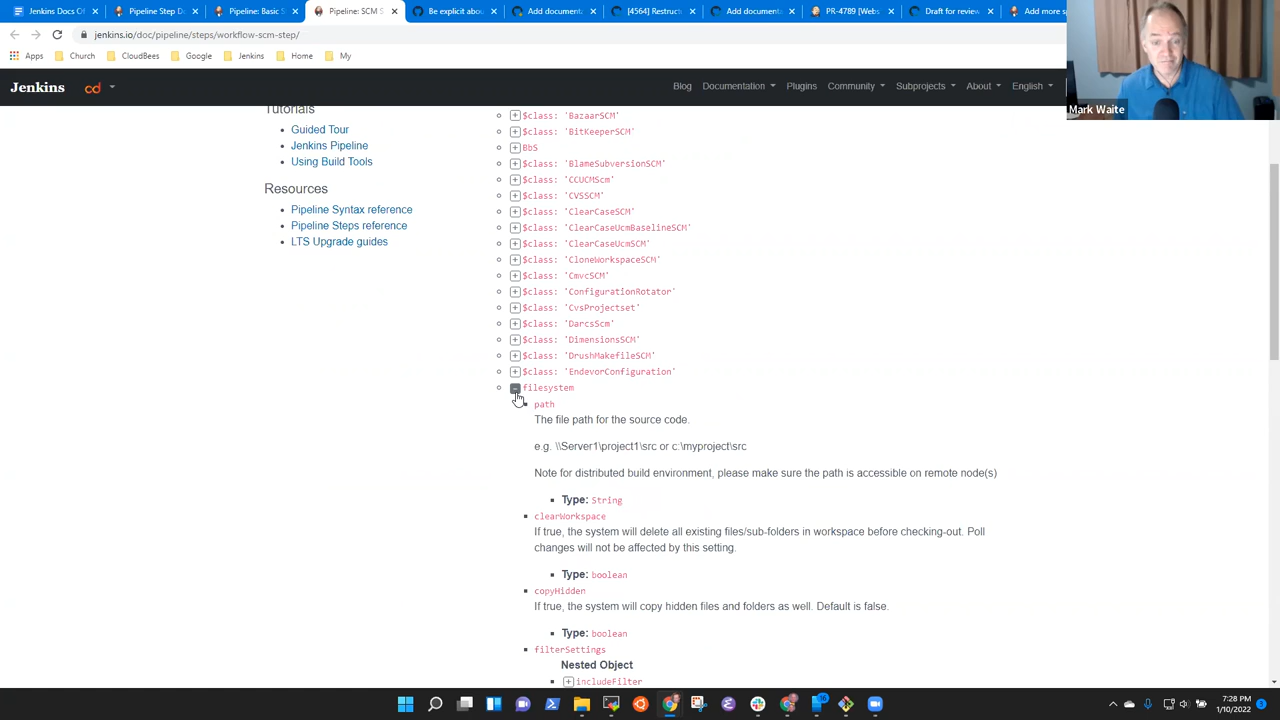 Jenkins Docs Of
Pipeline Step D
Pipeline: Basic S
Pipeline: SCM S
Be explicit abou
Add documenta
[4564] Restruct
Add documenta
PR-4789 [Webs
Draft for review
Add more s
jenkins.io/doc/pipeline/steps/workflow-scm-step/
Apps
Church
CloudBees
Google
Jenkins
Home
My
Jenkins
cd
Blog
Documentation
Plugins
Community
Subprojects
About
English
Mark Waite
Tutorials
Guided Tour
Jenkins Pipeline
Using Build Tools
Resources
Pipeline Syntax reference
Pipeline Steps reference
LTS Upgrade guides
$class: 'BazaarSCM'
$class: 'BitKeeperSCM'
BbS
$class: 'BlameSubversionSCM'
$class: 'CCUCMScm'
$class: 'CVSSCM'
$class: 'ClearCaseSCM'
$class: 'ClearCaseUcmBaselineSCM'
$class: 'ClearCaseUcmSCM'
$class: 'CloneWorkspaceSCM'
$class: 'CmvcSCM'
$class: 'ConfigurationRotator'
$class: 'CvsProjectset'
$class: 'DarcsScm'
$class: 'DimensionsSCM'
$class: 'DrushMakefileSCM'
$class: 'EndevorConfiguration'
filesystem
path
The file path for the source code.
e.g. \\Server1\project1\src or c:\myproject\src
Note for distributed build environment, please make sure the path is accessible on remote node(s)
Type: String
clearWorkspace
If true, the system will delete all existing files/sub-folders in workspace before checking-out. Poll
changes will not be affected by this setting.
Type: boolean
copyHidden
If true, the system will copy hidden files and folders as well. Default is false.
Type: boolean
filterSettings
Nested Object
includeFilter
7:28 PM
1/10/2022